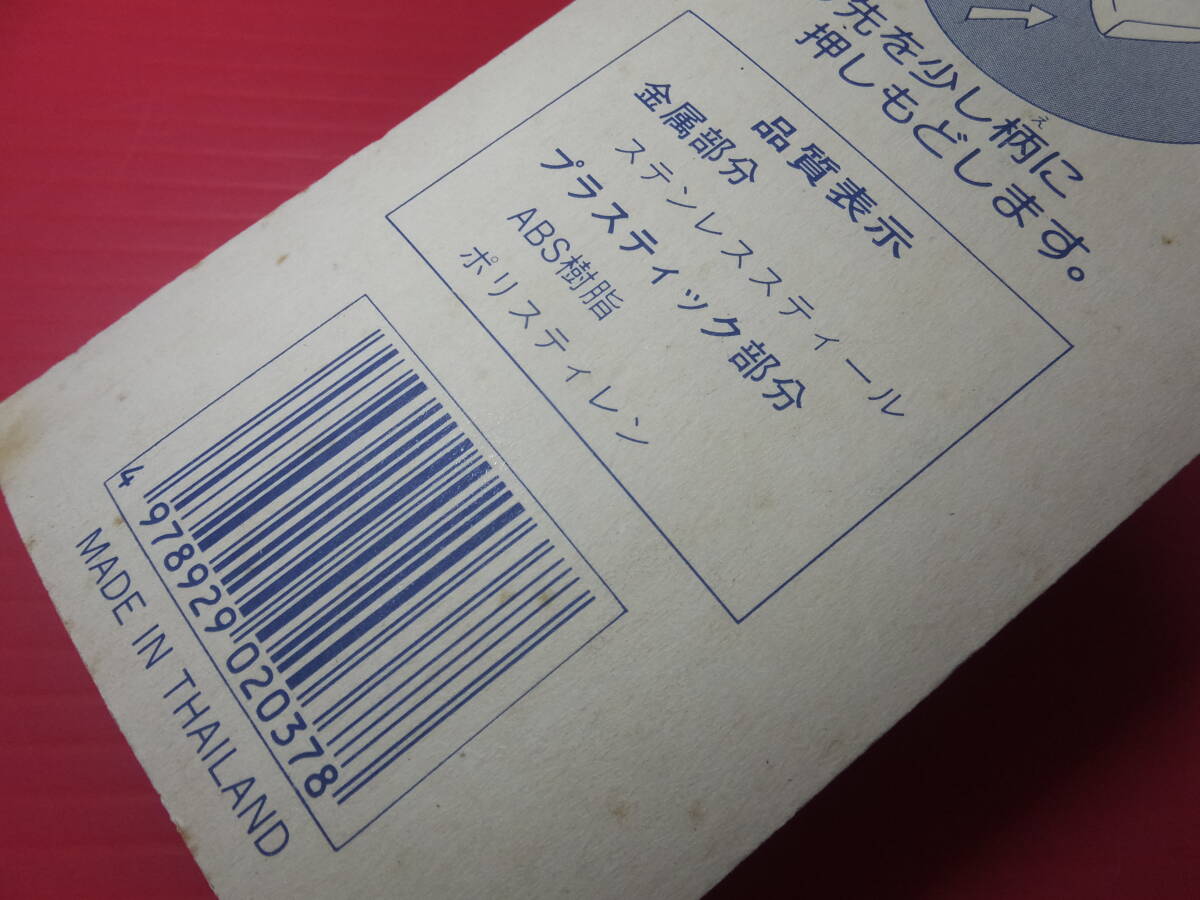 先を少し柄に
え
押しもどします。
品質表示
金属部分
ステンレススティール
プラスティック部分
ABS樹脂
ポリスティレン
4 978929 020378
MADE IN THAILAND